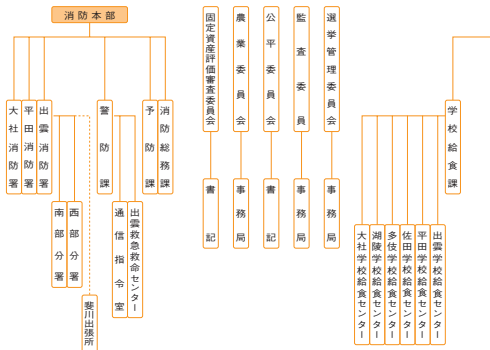 消防本部
大社消防署
平田消防署
出雲消防署
警防課
予防課
消防総務課
南部分署
西部分署
通信指令室
出雲救急救命センター
斐川出張所
固定資産評価審査委員会
農業委員会
公平委員会
監査委員
選挙管理委員会
書記
事務局
書記
事務局
事務局
学校給食課
大社学校給食センター
湖陵学校給食センター
多伎学校給食センター
佐田学校給食センター
平田学校給食センター
出雲学校給食センター